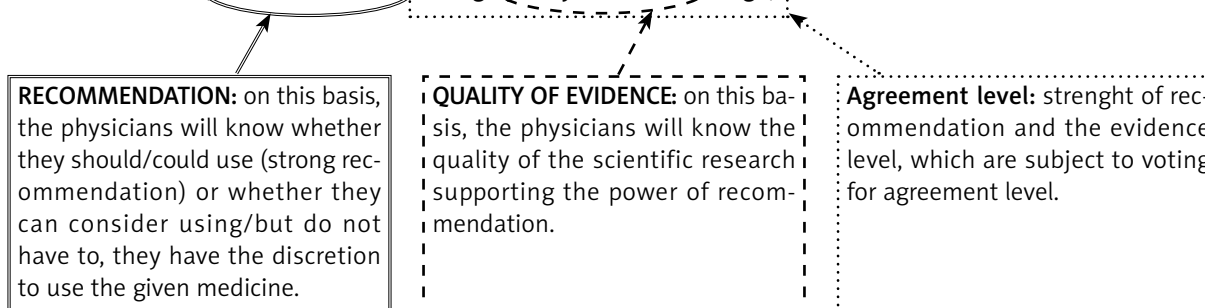 RECOMMENDATION: on this basis,
the physicians will know whether
they should/could use (strong rec-
ommendation) or whether they
can consider using/but do not
have to, they have the discretion
to use the given medicine.
QUALITY OF EVIDENCE: on this ba-
sis, the physicians will know the
quality of the scientific research
supporting the power of recom-
mendation.
Agreement level: strenght of rec-
ommendation and the evidence
level, which are subject to voting
for agreement level.